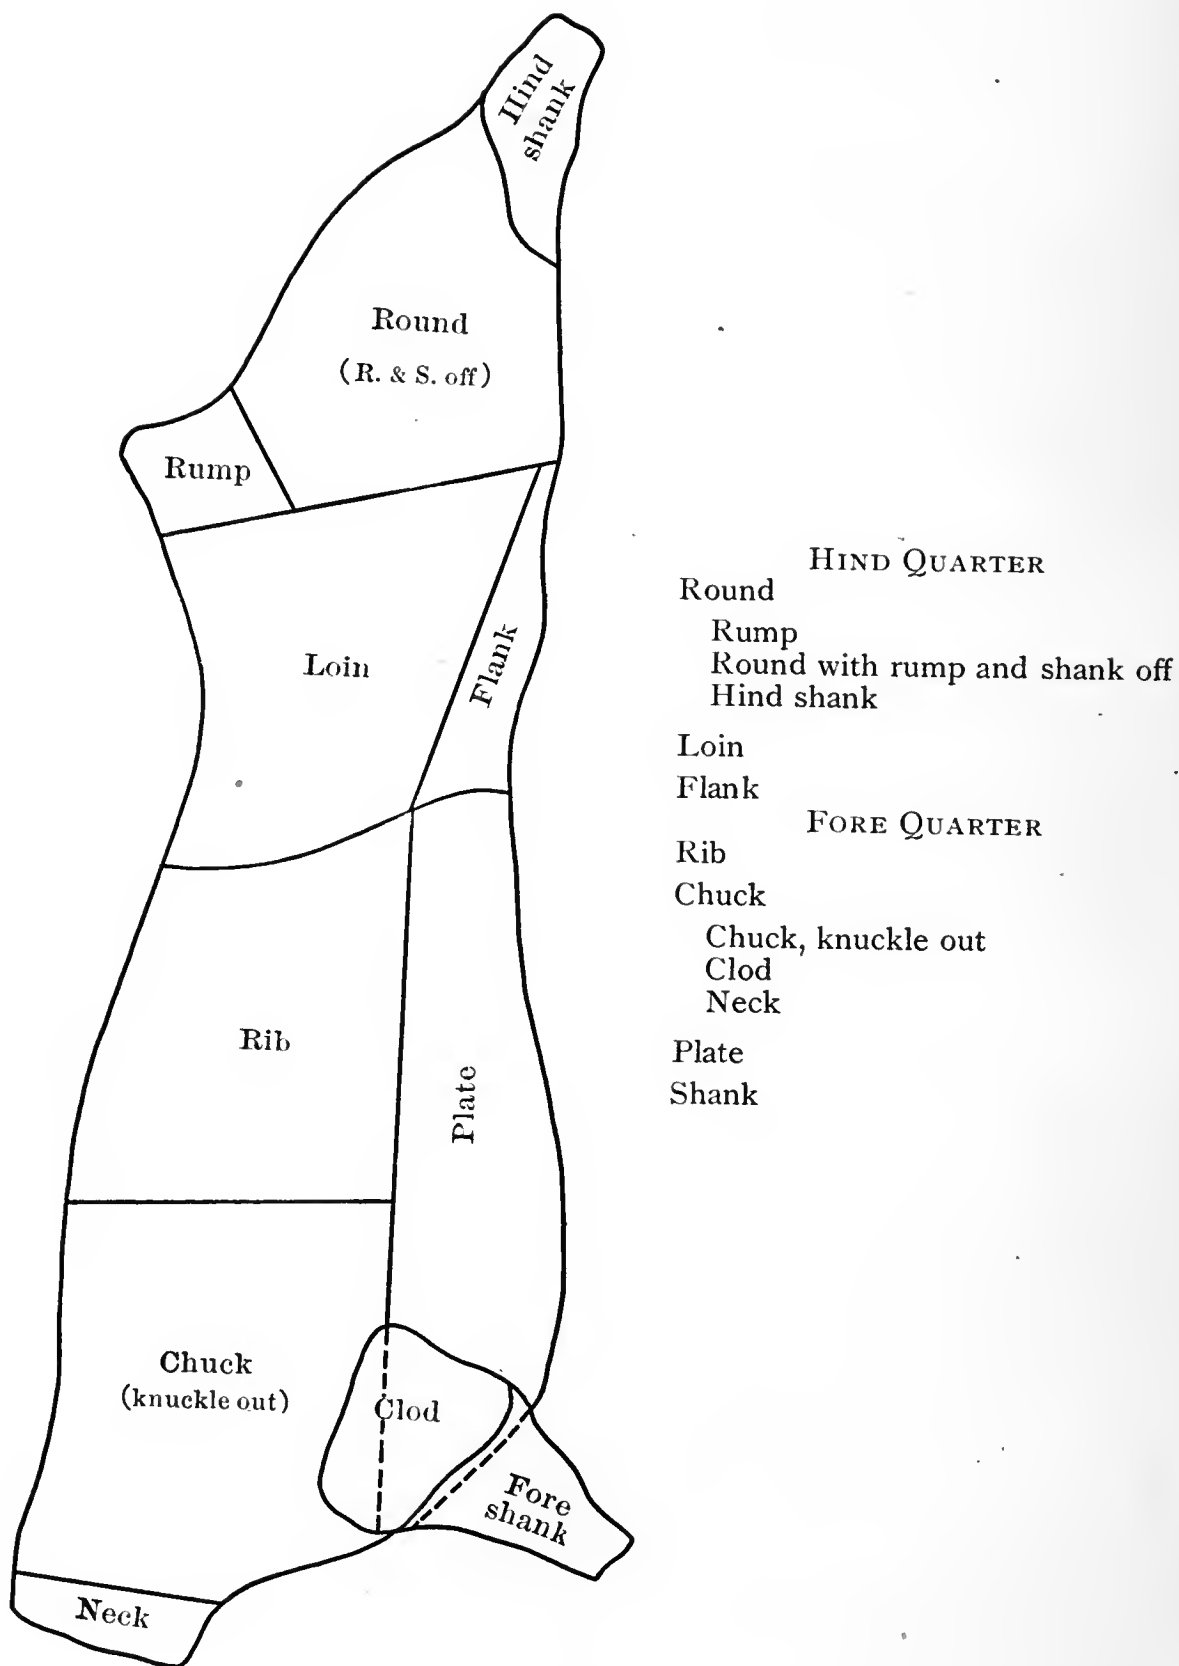 Hind
shank
Round
(R. & S. off)
Rump
Loin
Flank
Rib
Plate
Chuck
(knuckle out)
Clod
Fore
shank
Neck
HIND QUARTER
Round
Rump
Round with rump and shank off
Hind shank
Loin
Flank
FORE QUARTER
Rib
Chuck
Chuck, knuckle out
Clod
Neck
Plate
Shank